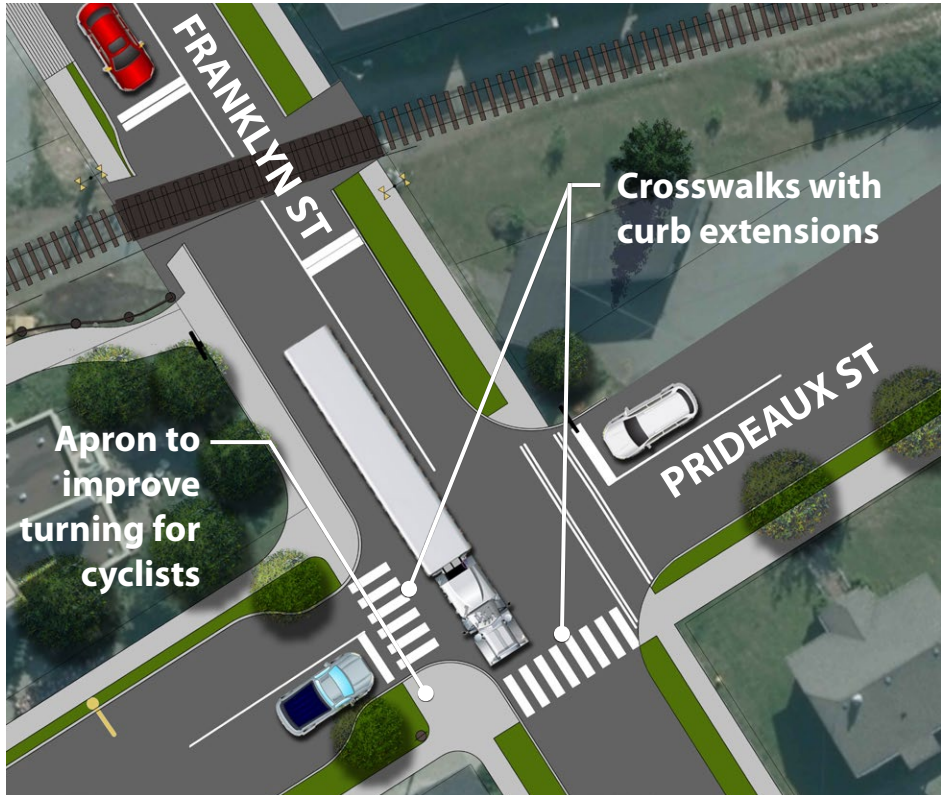 FRANKLYN ST
Crosswalks with
curb extensions
PRIDEAUX ST
Apron to
improve
turning for
cyclists